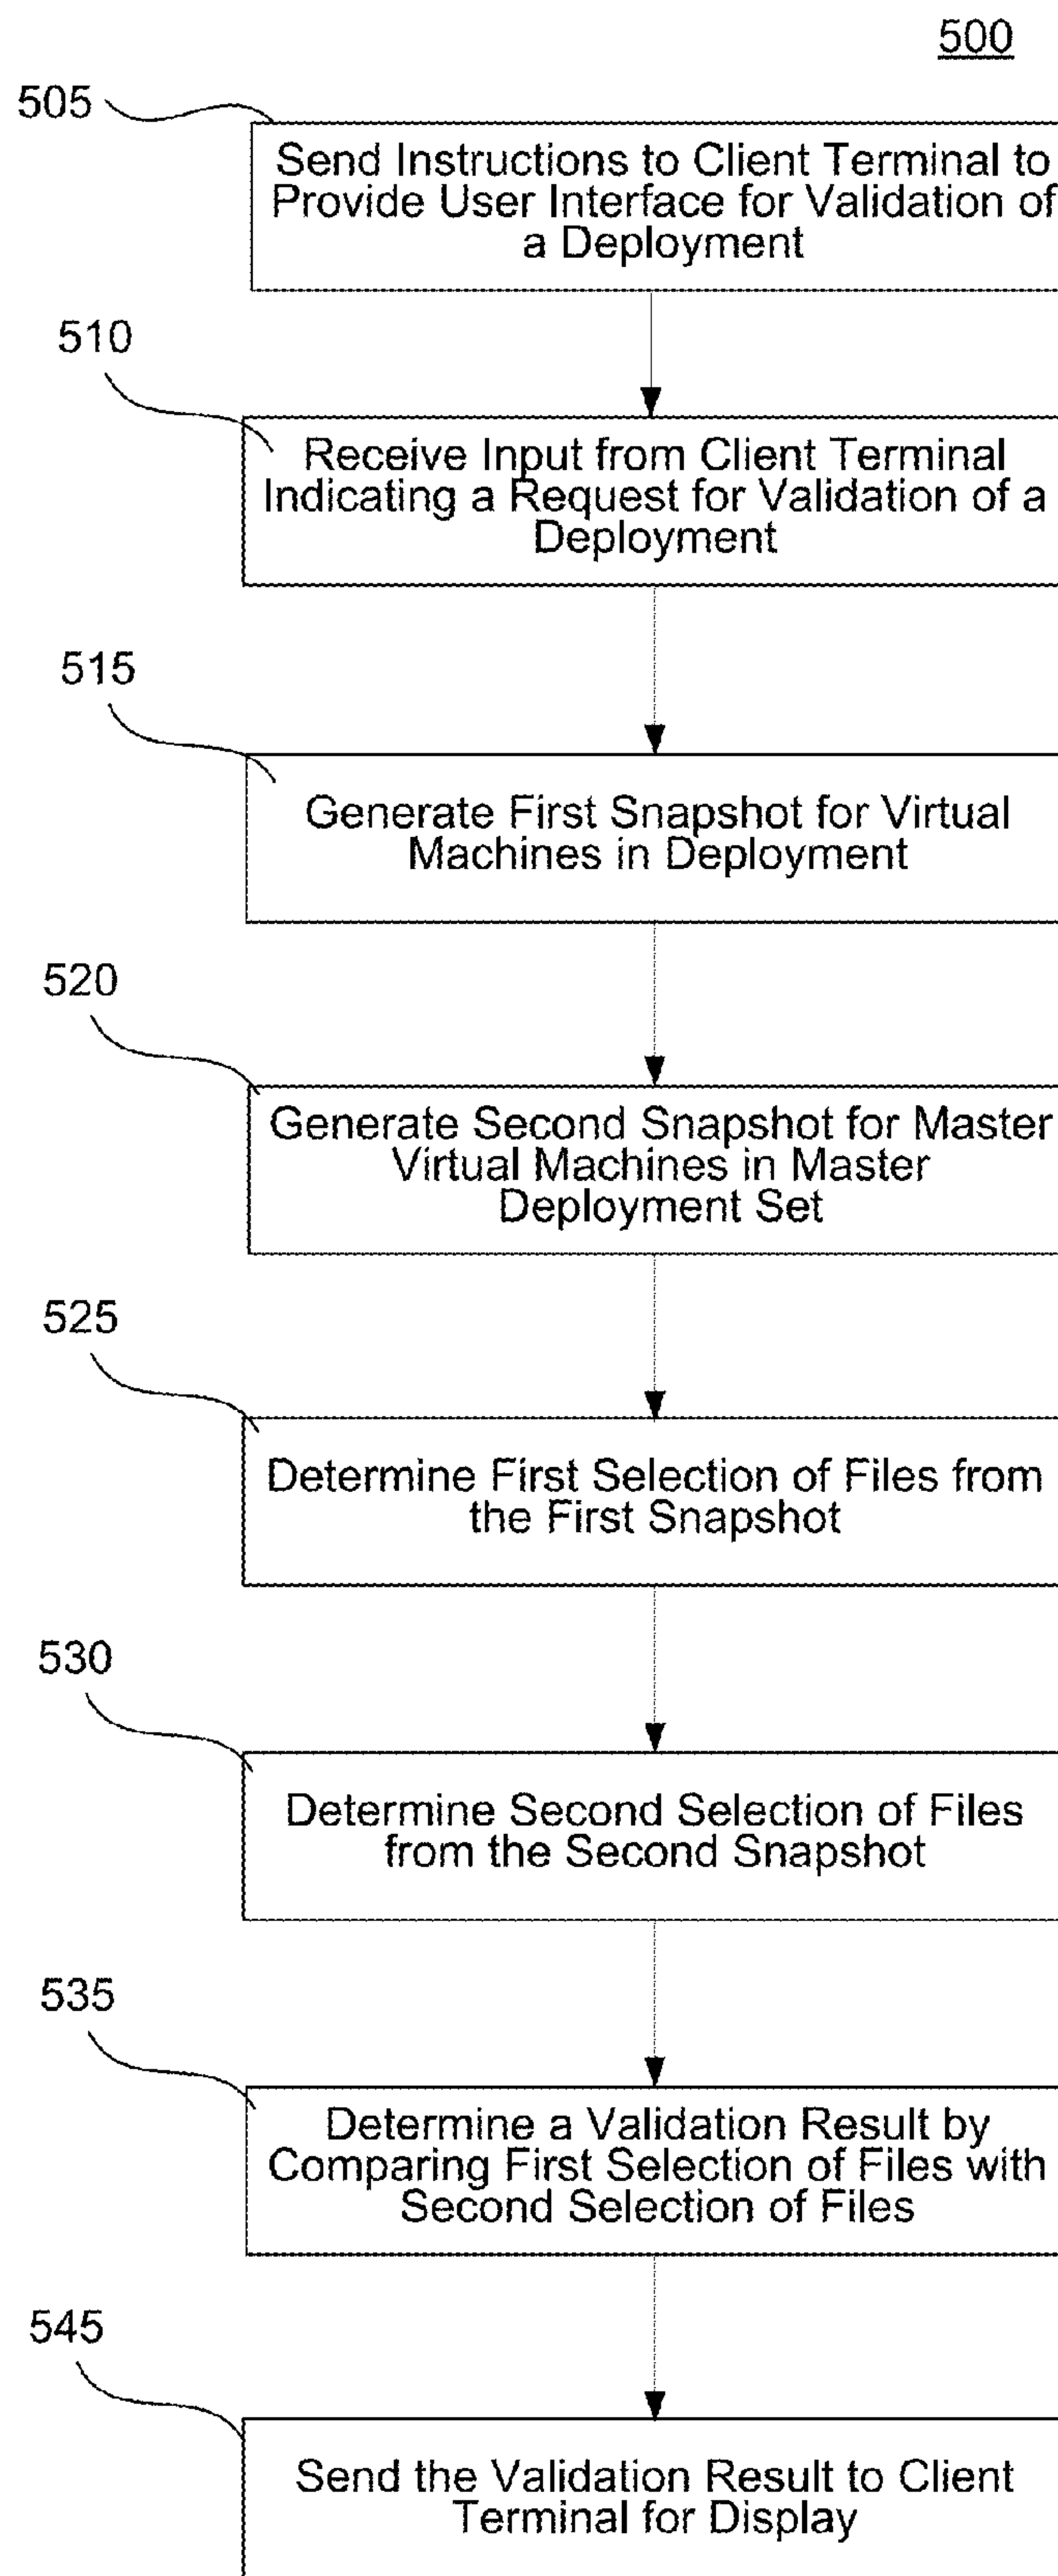 500
505
Send Instructions to Client Terminal to
Provide User Interface for Validation of
a Deployment
510
Receive Input from Client Terminal
Indicating a Request for Validation of a
Deployment
515
Generate First Snapshot for Virtual
Machines in Deployment
520
Generate Second Snapshot for Master
Virtual Machines in Master
Deployment Set
525
Determine First Selection of Files from
the First Snapshot
530
Determine Second Selection of Files
from the Second Snapshot
535
Determine a Validation Result by
Comparing First Selection of Files with
Second Selection of Files
545
Send the Validation Result to Client
Terminal for Display